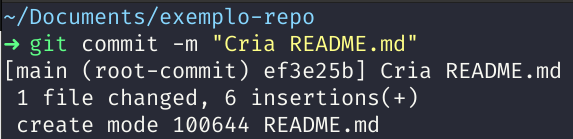 ~/Documents/exemplo-repo
➜ git commit -m "Cria README.md"
[main (root-commit) ef3e25b] Cria README.md
 1 file changed, 6 insertions(+)
 create mode 100644 README.md